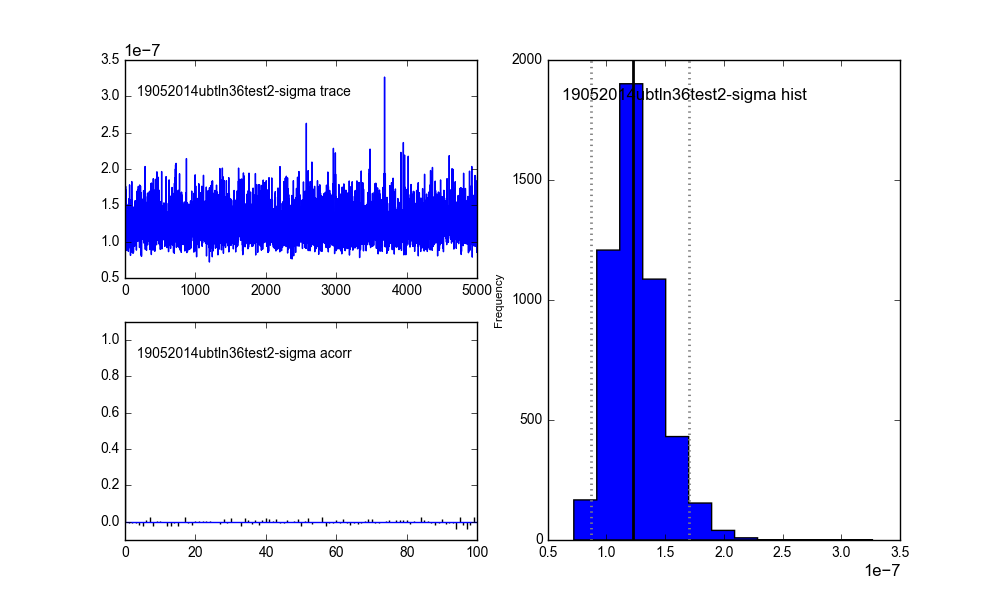 1e−7
3.5
3.0
2.5
2.0
1.5
1.0
0.5
19052014ubtln36test2-sigma trace
0 1000 2000 3000 4000 5000
1.0
0.8
0.6
0.4
0.2
0.0
19052014ubtln36test2-sigma acorr
0 20 40 60 80 100
Frequency
2000
1500
1000
500
0
19052014ubtln36test2-sigma hist
0.5 1.0 1.5 2.0 2.5 3.0 3.5
1e−7